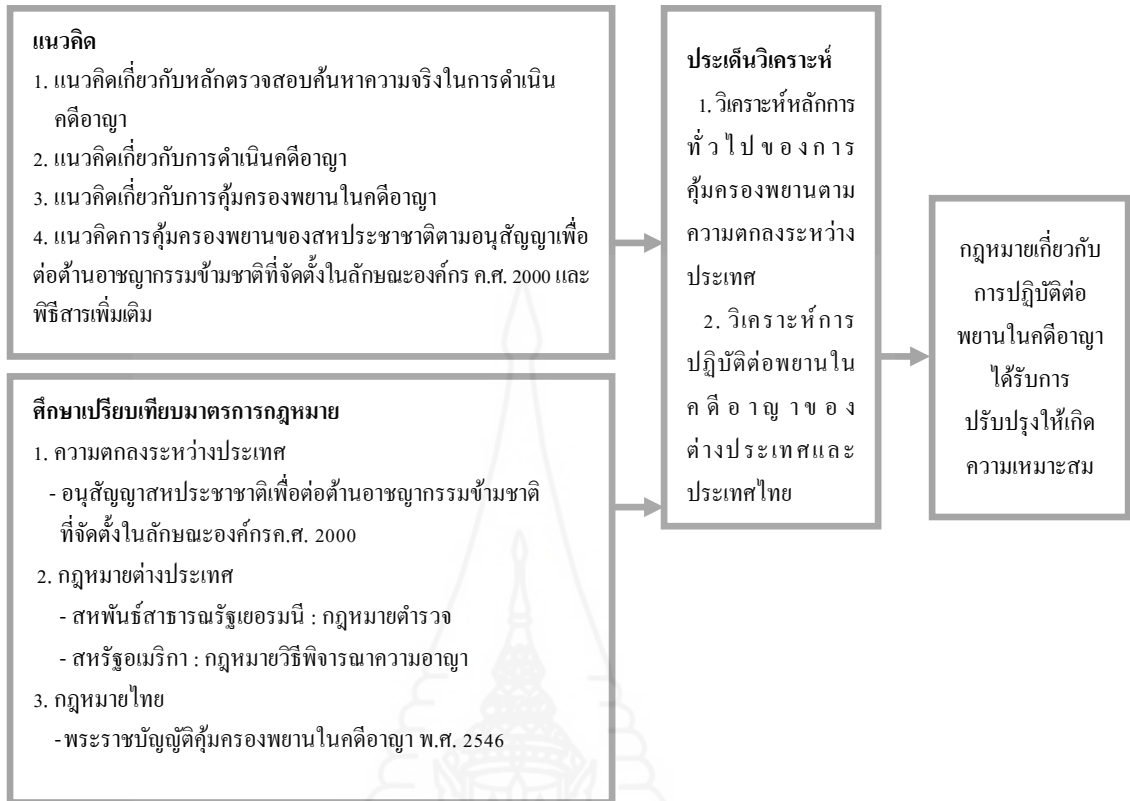 แนวคิด
1. แนวคิดเกี่ยวกับหลักตรวจสอบค้นหาความจริงในการดำเนิน
คดีอาญา
2. แนวคิดเกี่ยวกับการดำเนินคดีอาญา
3. แนวคิดเกี่ยวกับการคุ้มครองพยานในคดีอาญา
4. แนวคิดการคุ้มครองพยานของสหประชาชาติตามอนุสัญญาเพื่อ
ต่อต้านอาชญากรรมข้ามชาติที่จัดตั้งในลักษณะองค์กร ค.ศ. 2000 และ
พิธีสารเพิ่มเติม
ศึกษาเปรียบเทียบมาตรการกฎหมาย
1. ความตกลงระหว่างประเทศ
- อนุสัญญาสหประชาชาติเพื่อต่อต้านอาชญากรรมข้ามชาติ
ที่จัดตั้งในลักษณะองค์กรค.ศ. 2000
2. กฎหมายต่างประเทศ
- สหพันธ์สาธารณรัฐเยอรมนี : กฎหมายตำรวจ
- สหรัฐอเมริกา : กฎหมายวิธีพิจารณาความอาญา
3. กฎหมายไทย
-พระราชบัญญัติคุ้มครองพยานในคดีอาญา พ.ศ. 2546
ประเด็นวิเคราะห์
1. วิเคราะห์หลักการ
ทั่วไปของการ
คุ้มครองพยานตาม
ความตกลงระหว่าง
ประเทศ
2. วิเคราะห์การ
ปฏิบัติต่อพยานใน
คดีอาญาของ
ต่างประเทศและ
ประเทศไทย
กฎหมายเกี่ยวกับ
การปฏิบัติต่อ
พยานในคดีอาญา
ได้รับการ
ปรับปรุงให้เกิด
ความเหมาะสม